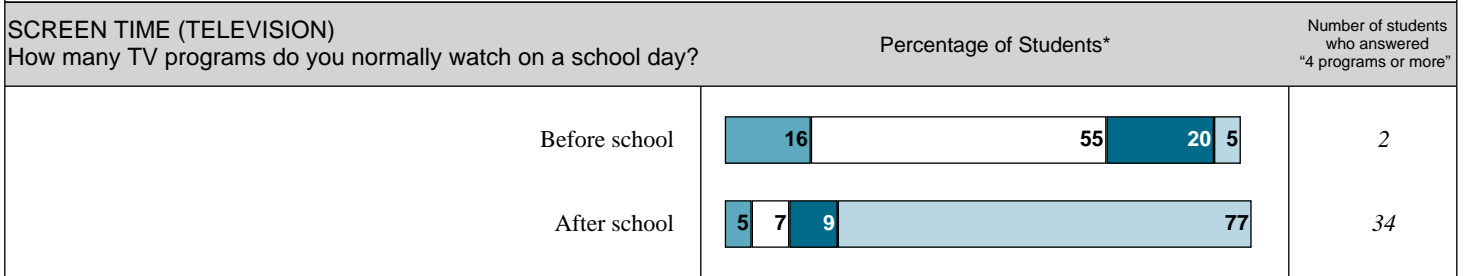 SCREEN TIME (TELEVISION)
How many TV programs do you normally watch on a school day?
Percentage of Students*
Number of students
who answered
“4 programs or more”
Before school
16 55 20 5
2
After school
5 7 9 77
34